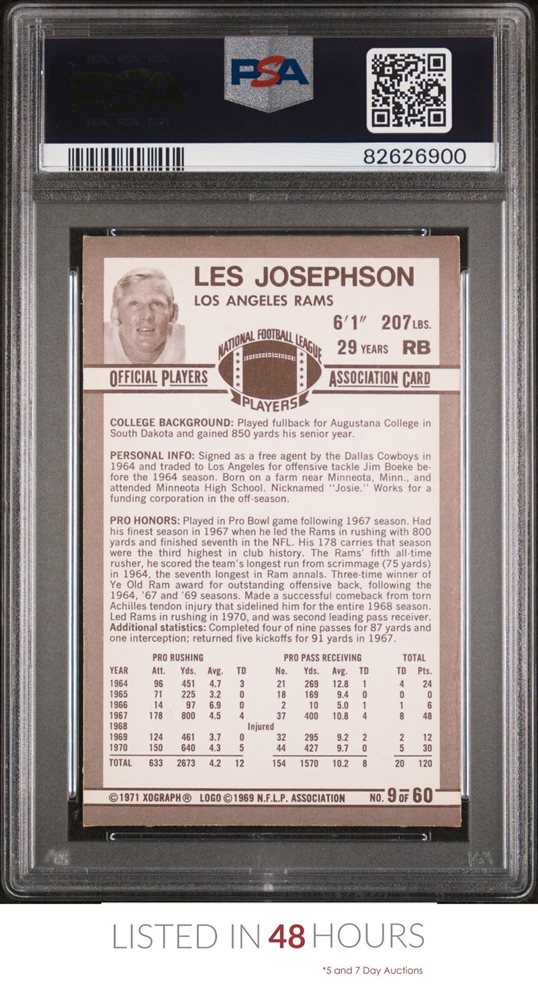 PSA
82626900
LES JOSEPHSON
LOS ANGELES RAMS
6'1" 207 LBS.
29 YEARS RB
NATIONAL FOOTBALL LEAGUE
OFFICIAL PLAYERS ASSOCIATION CARD
PLAYERS
COLLEGE BACKGROUND: Played fullback for Augustana College in
South Dakota and gained 850 yards his senior year.
PERSONAL INFO: Signed as a free agent by the Dallas Cowboys in
1964 and traded to Los Angeles for offensive tackle Jim Boeke be-
fore the 1964 season. Born on a farm near Minneota, Minn., and
attended Minneota High School. Nicknamed "Josie." Works for a
funding corporation in the off-season.
PRO HONORS: Played in Pro Bowl game following 1967 season. Had
his finest season in 1967 when he led the Rams in rushing with 800
yards and finished seventh in the NFL. His 178 carries that season
were the third highest in club history. The Rams' fifth all-time
rusher, he scored the team's longest run from scrimmage (75 yards)
in 1964, the seventh longest in Ram annals. Three-time winner of
Ye Old Ram award for outstanding offensive back, following the
1964, '67 and '69 seasons. Made a successful comeback from torn
Achilles tendon injury that sidelined him for the entire 1968 season.
Led Rams in rushing in 1970, and was second leading pass receiver.
Additional statistics: Completed four of nine passes for 87 yards and
one interception; returned five kickoffs for 91 yards in 1967.
PRO RUSHING PRO PASS RECEIVING TOTAL
YEAR Att. Yds. Avg. TD No. Yds. Avg. TD TD Pts.
1964 96 451 4.7 3 21 269 12.8 1 4 24
1965 71 225 3.2 0 18 169 9.4 0 0 0
1966 14 97 6.9 0 2 10 5.0 1 1 6
1967 178 800 4.5 4 37 400 10.8 4 8 48
1968 Injured
1969 124 461 3.7 0 32 295 9.2 2 2 12
1970 150 640 4.3 5 44 427 9.7 0 5 30
TOTAL 633 2673 4.2 12 154 1570 10.2 8 20 120
©1971 XOGRAPH® LOGO ©1969 N.F.L.P. ASSOCIATION NO. 9 OF 60
LISTED IN 48 HOURS
*5 and 7 Day Auctions